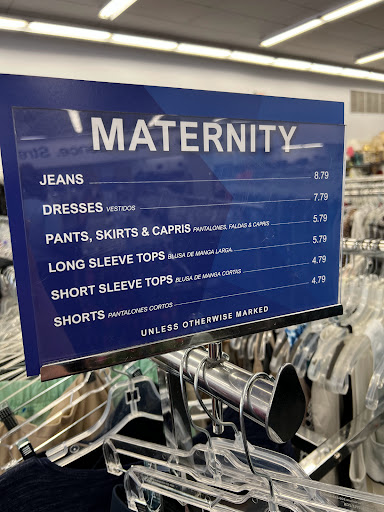 MATERNITY
JEANS 8.79
DRESSES VESTIDOS 7.79
PANTS, SKIRTS & CAPRIS PANTALONES, FALDAS & CAPRIS 5.79
LONG SLEEVE TOPS BLUSA DE MANGA LARGA 5.79
SHORT SLEEVE TOPS BLUSA DE MANGA CORTAS 4.79
SHORTS PANTALONES CORTOS 4.79
UNLESS OTHERWISE MARKED